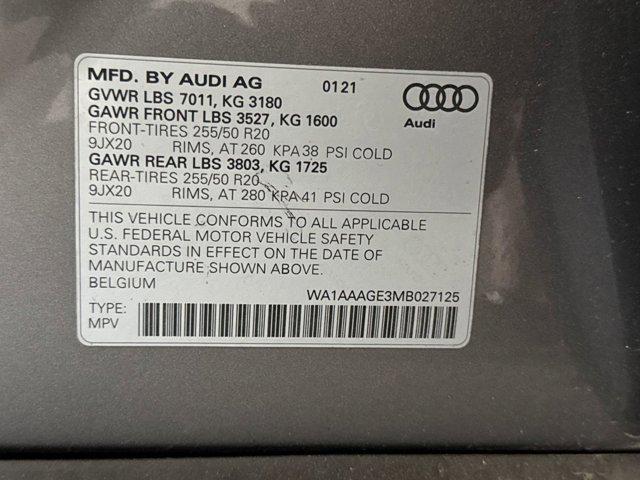 MFD. BY AUDI AG 0121
GVWR LBS 7011, KG 3180
GAWR FRONT LBS 3527, KG 1600
FRONT-TIRES 255/50 R20
9JX20 RIMS, AT 260 KPA 38 PSI COLD
GAWR REAR LBS 3803, KG 1725
REAR-TIRES 255/50 R20
9JX20 RIMS, AT 280 KPA 41 PSI COLD
Audi
THIS VEHICLE CONFORMS TO ALL APPLICABLE
U.S. FEDERAL MOTOR VEHICLE SAFETY
STANDARDS IN EFFECT ON THE DATE OF
MANUFACTURE SHOWN ABOVE.
BELGIUM WA1AAAGE3MB027125
TYPE:
MPV